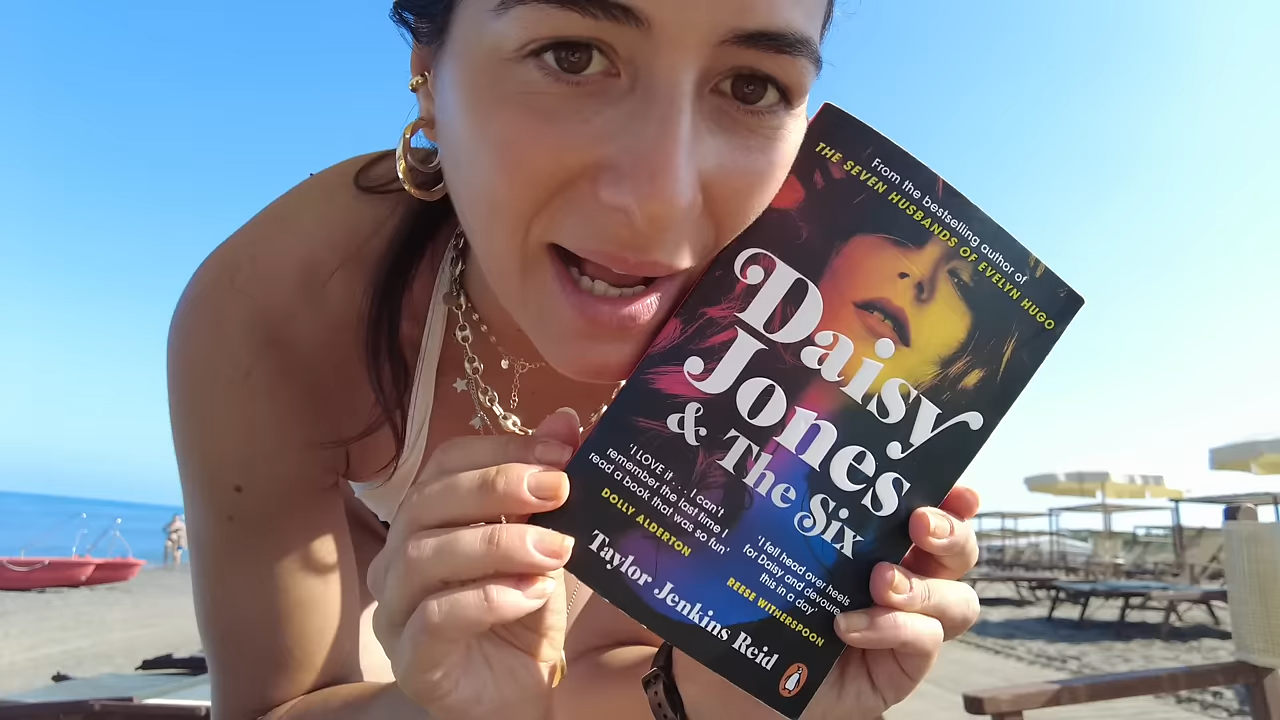 From the bestselling author of
THE SEVEN HUSBANDS OF EVELYN HUGO
Daisy
Jones
& The Six
'I LOVE it . . . I can't
remember the last time I
read a book that was so fun.'
DOLLY ALDERTON
'I fell head over heels
for Daisy and devoure
this in a day'
REESE WITHERSPOON
Taylor Jenkins Reid